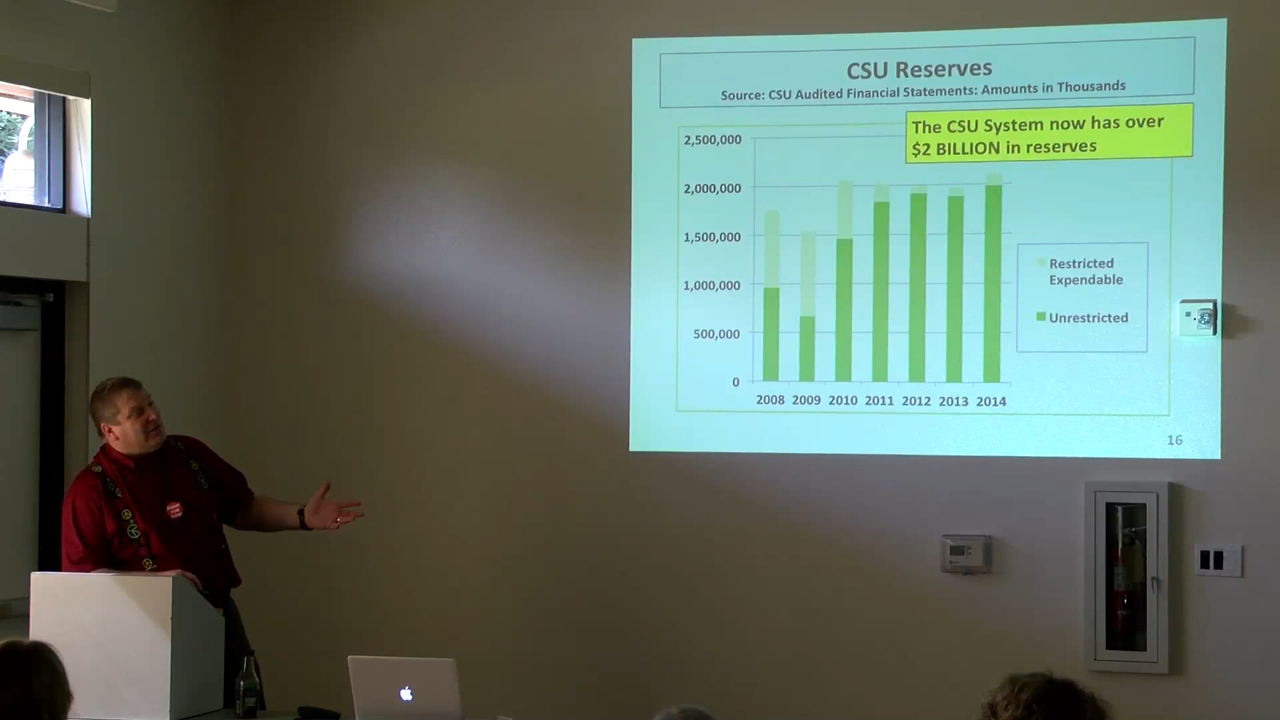 CSU Reserves
Source: CSU Audited Financial Statements: Amounts in Thousands
The CSU System now has over
$2 BILLION in reserves
2,500,000
2,000,000
1,500,000
1,000,000
500,000
0
2008 2009 2010 2011 2012 2013 2014
Restricted
Expendable
Unrestricted
16